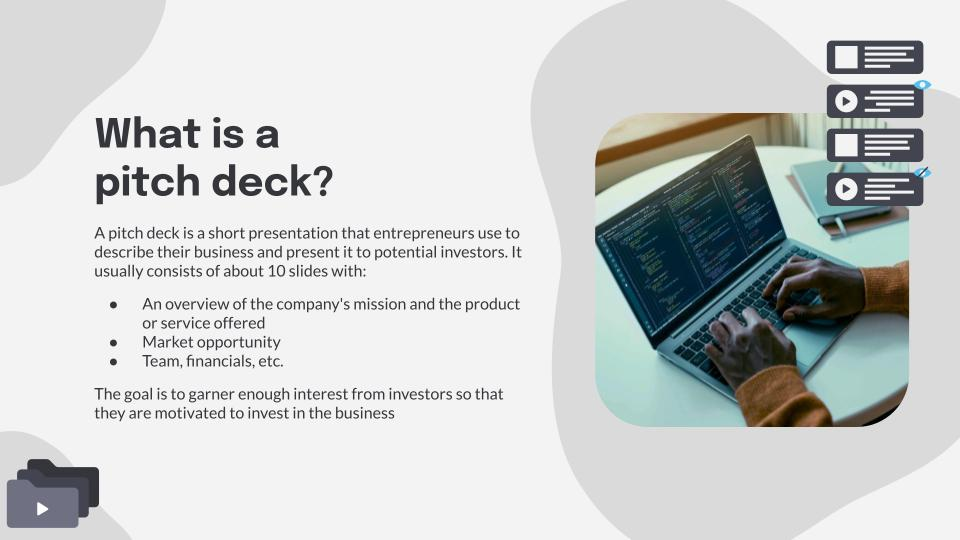 What is a
pitch deck?
A pitch deck is a short presentation that entrepreneurs use to
describe their business and present it to potential investors. It
usually consists of about 10 slides with:
● An overview of the company's mission and the product
or service offered
● Market opportunity
● Team, financials, etc.
The goal is to garner enough interest from investors so that
they are motivated to invest in the business